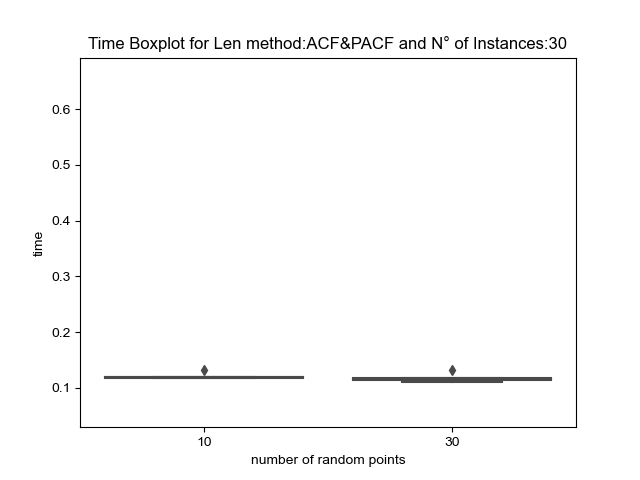 Time Boxplot for Len method:ACF&PACF and N° of Instances:30
0.6
0.5
0.4
0.3
0.2
0.1
time
10
30
number of random points